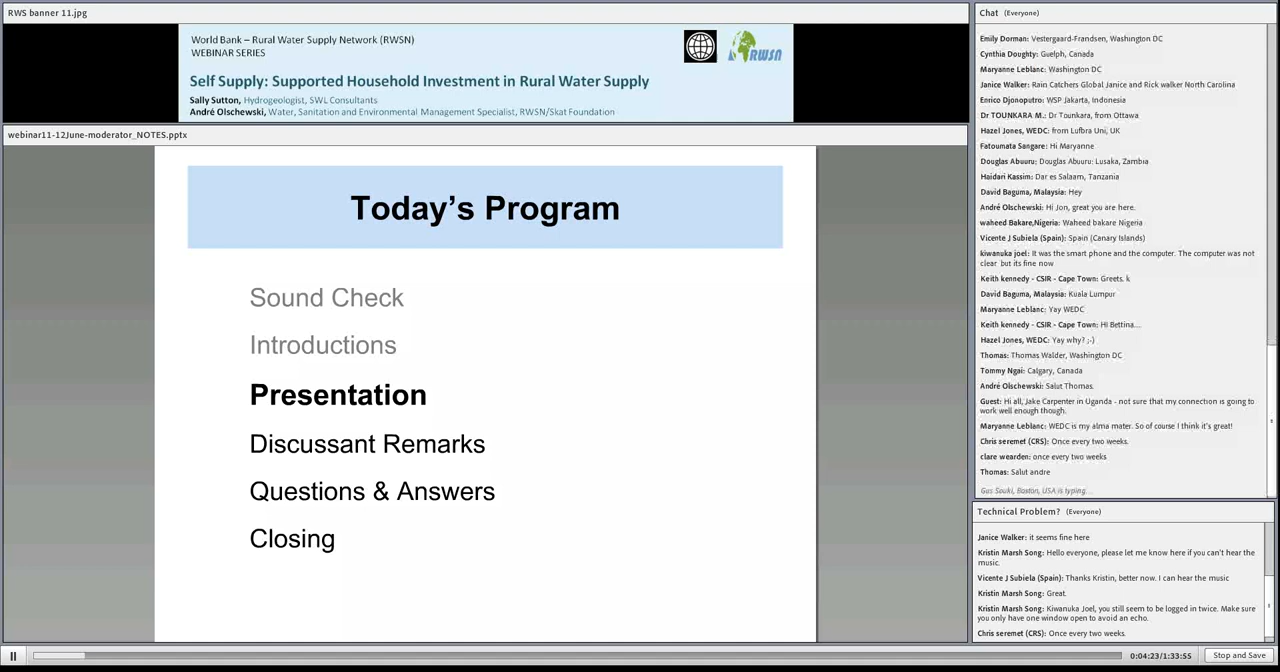 RWS banner 11.jpg
World Bank – Rural Water Supply Network (RWSN)
WEBINAR SERIES
RWSN
Self Supply: Supported Household Investment in Rural Water Supply
Sally Sutton, Hydrogeologist, SWL Consultants
André Olschewski, Water, Sanitation and Environmental Management Specialist, RWSN/Skat Foundation
webinar11-12June-moderator_NOTES.pptx
Today's Program
Sound Check
Introductions
Presentation
Discussant Remarks
Questions & Answers
Closing
Chat (Everyone)
Emily Dorman: Vestergaard-Frandsen, Washington DC
Cynthia Doughty: Guelph, Canada
Maryanne Leblanc: Washington DC
Janice Walker: Rain Catchers Global Janice and Rick walker North Carolina
Enrico Djonoputro: WSP Jakarta, Indonesia
Dr TOUNKARA M.: Dr Tounkara, from Ottawa
Hazel Jones, WEDC: from Lufbra Uni, UK
Fatoumata Sangare: Hi Maryanne
Douglas Abuuru: Douglas Abuuru: Lusaka, Zambia
Haidari Kassim: Dar es Salaam, Tanzania
David Baguma, Malaysia: Hey
André Olschewski: Hi Jon, great you are here.
waheed Bakare,Nigeria: Waheed bakare Nigeria
Vicente J Subiela (Spain): Spain (Canary Islands)
kiwanuka joel: It was the smart phone and the computer. The computer was not
clear but its fine now
Keith kennedy - CSIR - Cape Town: Greets. k
David Baguma, Malaysia: Kuala Lumpur
Maryanne Leblanc: Yay WEDC
Keith kennedy - CSIR - Cape Town: Hi Bettina...
Hazel Jones, WEDC: Yay why? ;-)
Thomas: Thomas Walder, Washington DC
Tommy Ngai: Calgary, Canada
André Olschewski: Salut Thomas.
Guest: Hi all, Jake Carpenter in Uganda - not sure that my connection is going to
work well enough though.
Maryanne Leblanc: WEDC is my alma mater. So of course I think it's great!
Chris seremet (CRS): Once every two weeks.
clare wearden: once every two weeks
Thomas: Salut andre
Gus Souki, Boston, USA is typing...
Technical Problem? (Everyone)
Janice Walker: it seems fine here
Kristin Marsh Song: Hello everyone, please let me know here if you can't hear the
music.
Vicente J Subiela (Spain): Thanks Kristin, better now. I can hear the music
Kristin Marsh Song: Great.
Kristin Marsh Song: Kiwanuka Joel, you still seem to be logged in twice. Make sure
you only have one window open to avoid an echo.
Chris seremet (CRS): Once every two weeks.
0:04:23/1:33:55
Stop and Save